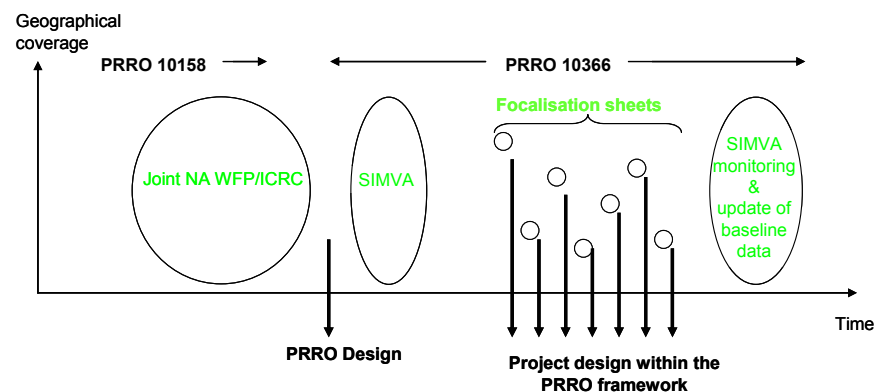 Geographical
coverage
PRRO 10158
PRRO 10366
Focalisation sheets
Joint NA WFP/ICRC
SIMVA
SIMVA
monitoring
&
update of
baseline
data
Time
PRRO Design
Project design within the
PRRO framework